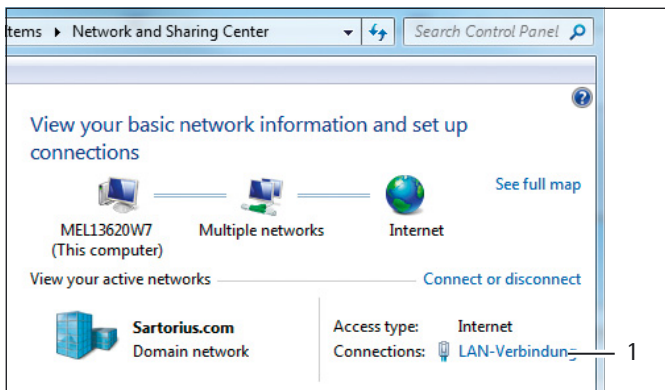 tems ▸ Network and Sharing Center Search Control Panel
View your basic network information and set up
connections
See full map
MEL13620W7 Multiple networks Internet
(This computer)
View your active networks Connect or disconnect
Sartorius.com Access type: Internet
Domain network Connections: LAN-Verbindung 1